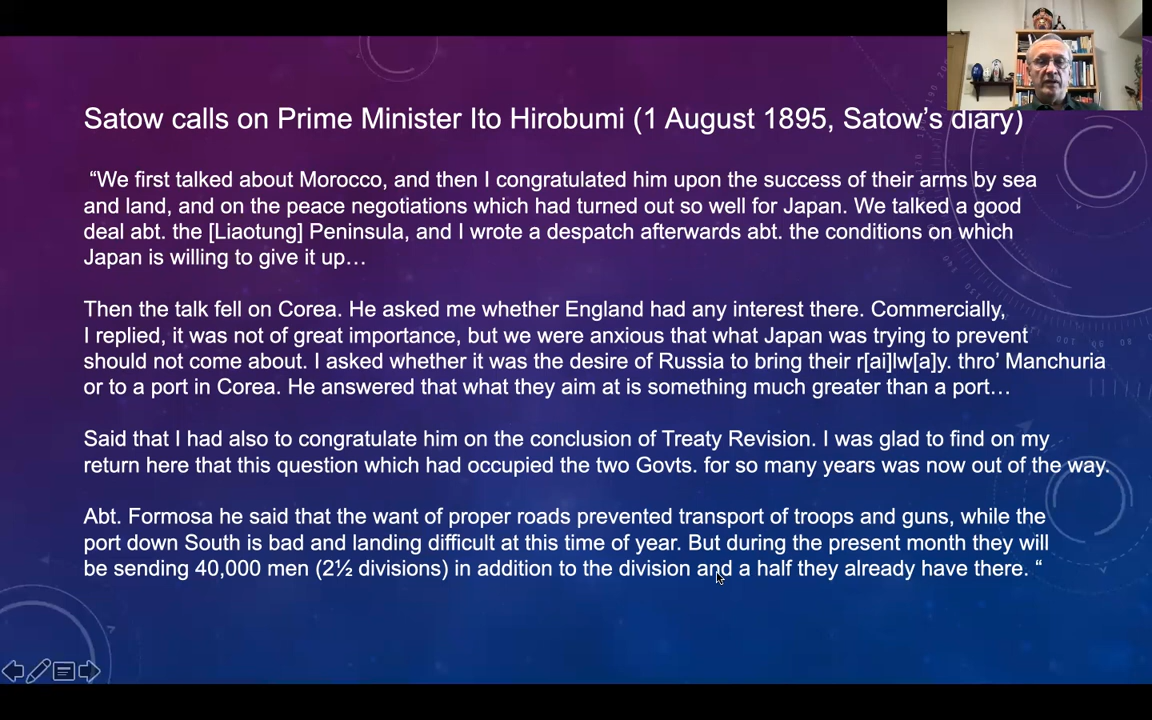 Satow calls on Prime Minister Ito Hirobumi (1 August 1895, Satow’s diary)
“We first talked about Morocco, and then I congratulated him upon the success of their arms by sea
and land, and on the peace negotiations which had turned out so well for Japan. We talked a good
deal abt. the [Liaotung] Peninsula, and I wrote a despatch afterwards abt. the conditions on which
Japan is willing to give it up…
Then the talk fell on Corea. He asked me whether England had any interest there. Commercially,
I replied, it was not of great importance, but we were anxious that what Japan was trying to prevent
should not come about. I asked whether it was the desire of Russia to bring their r[ai]lw[a]y. thro’ Manchuria
or to a port in Corea. He answered that what they aim at is something much greater than a port…
Said that I had also to congratulate him on the conclusion of Treaty Revision. I was glad to find on my
return here that this question which had occupied the two Govts. for so many years was now out of the way.
Abt. Formosa he said that the want of proper roads prevented transport of troops and guns, while the
port down South is bad and landing difficult at this time of year. But during the present month they will
be sending 40,000 men (2½ divisions) in addition to the division and a half they already have there. “